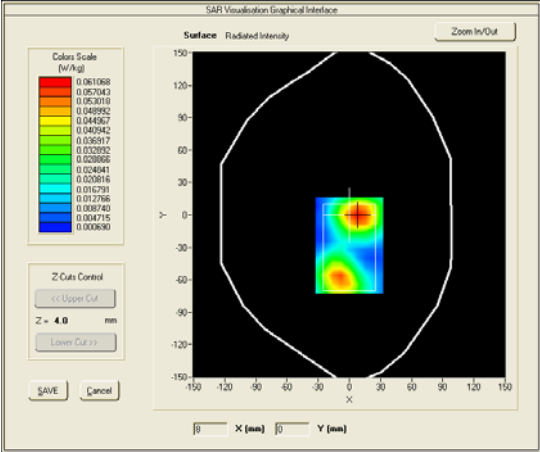 SAR Visualisation Graphical Interface
Surface Radiated Intensity
Zoom In/Out
Colors Scale
(W/kg)
0.061068
0.057043
0.053018
0.048992
0.044967
0.040942
0.036917
0.032892
0.028866
0.024841
0.020816
0.016791
0.012766
0.008740
0.004715
0.000690
Z-Cuts Control
<< Upper Cut
Z = 4.0 mm
Lower Cut >>
SAVE Cancel
150-
120-
90-
60-
30-
0-
-30-
-60-
-90-
-120-
-150-
Y
-150 -120 -90 -60 -30 0 30 60 90 120 150
X
8 X (mm) 0 Y (mm)